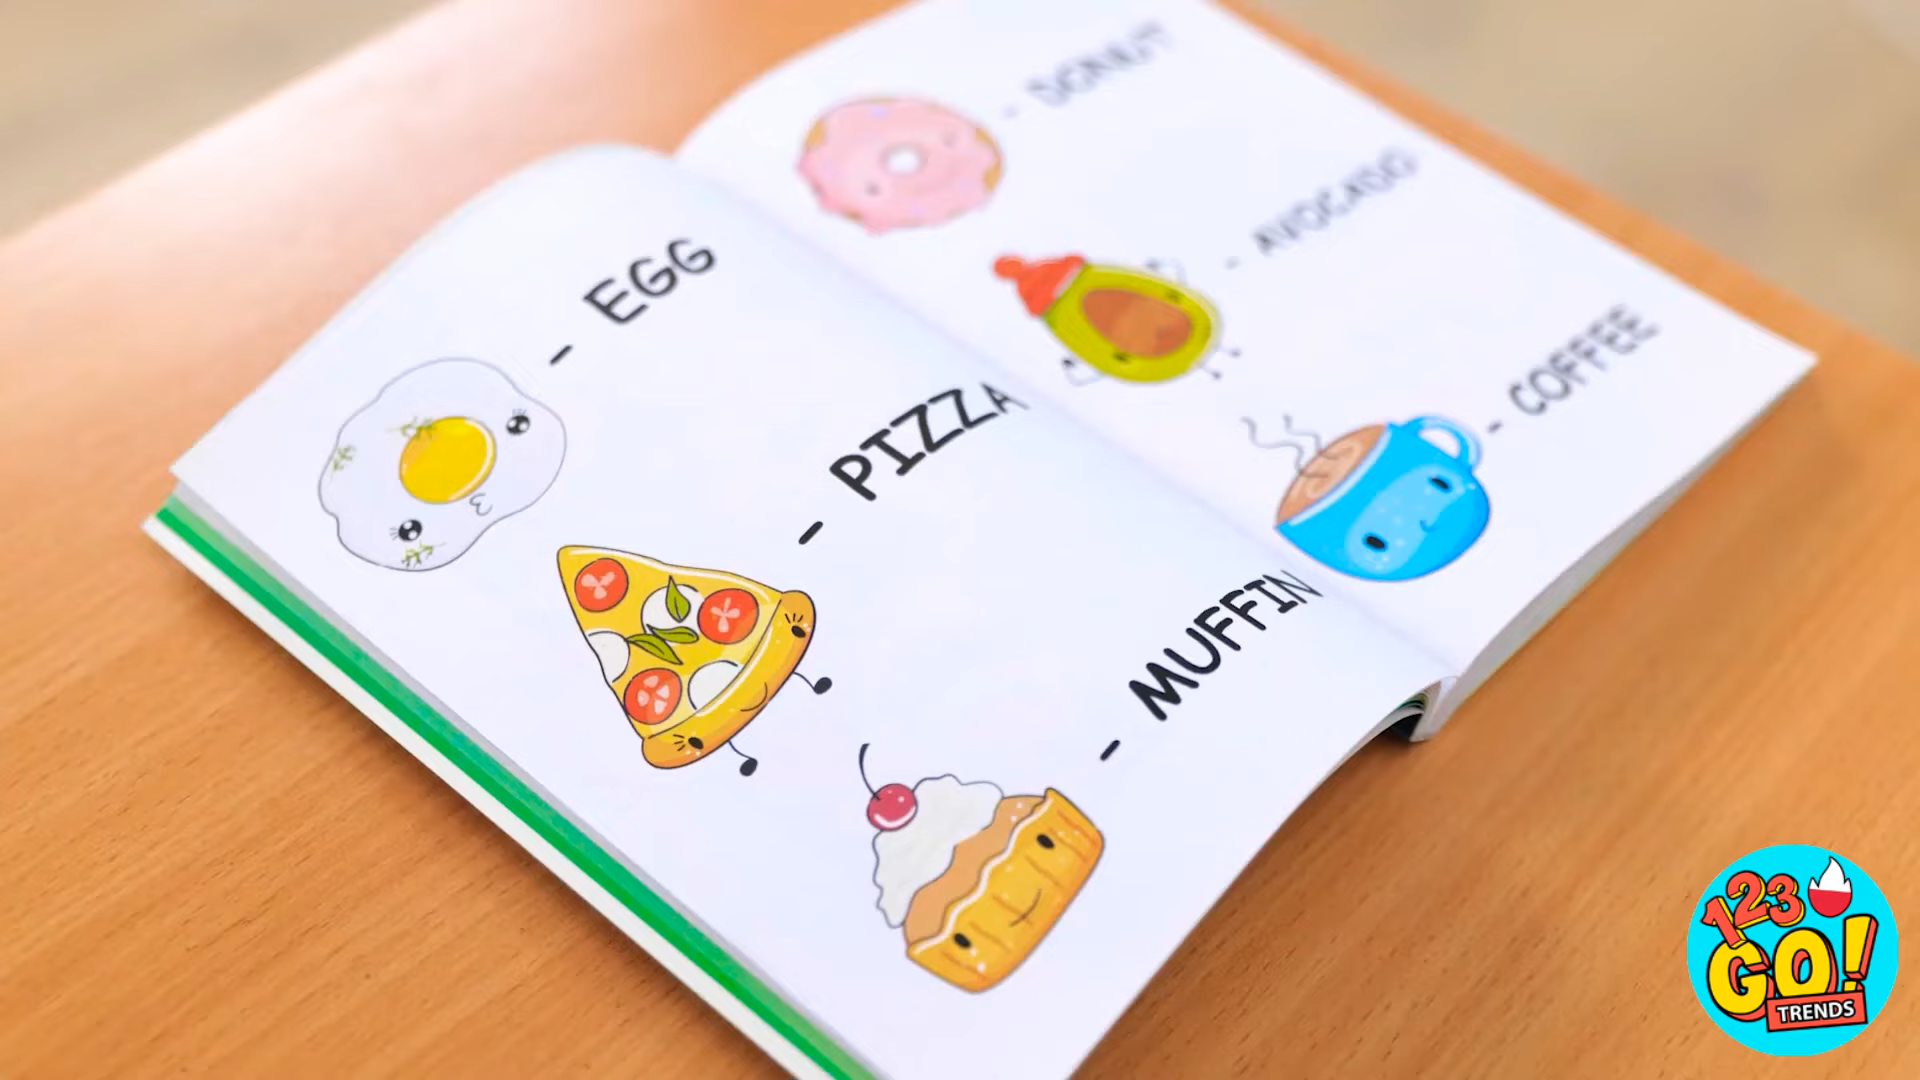 - EGG
- PIZZA
- MUFFIN
- DONUT
- AVOCADO
- COFFEE
123
GO!
TRENDS